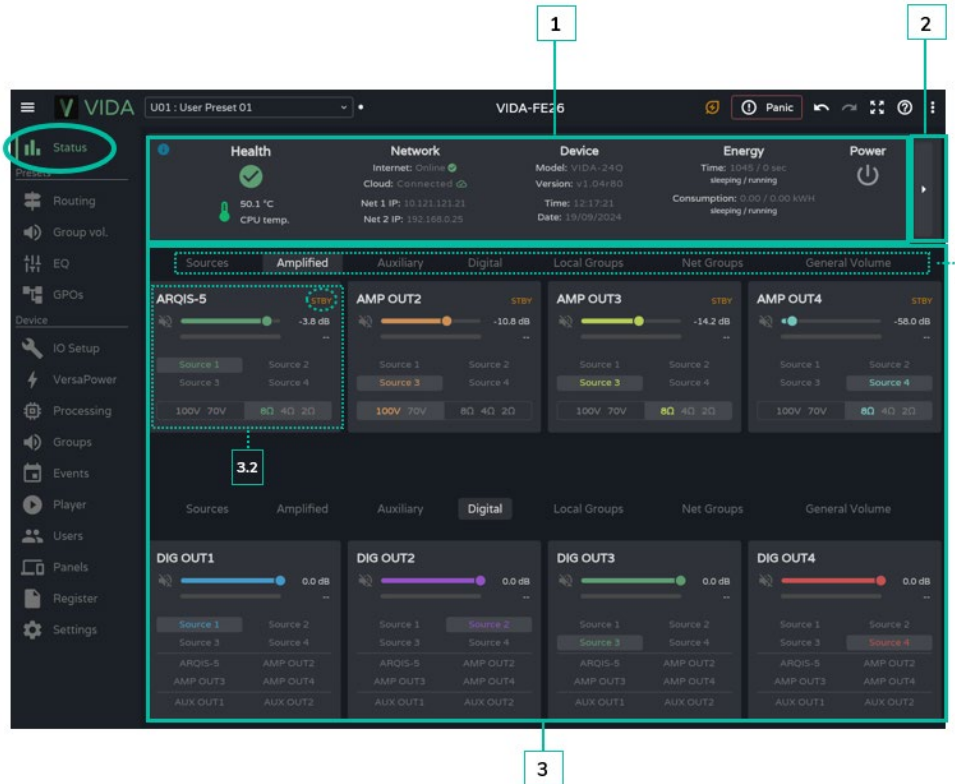 1
2
VIDA
U01 : User Preset 01
VIDA-FE26
Panic
Status
Presets
Routing
Group vol.
EQ
GPOs
Device
IO Setup
VersaPower
Processing
Groups
Events
Player
Users
Panels
Register
Settings
Health
50.1 °C
CPU temp.
Network
Internet: Online
Cloud: Connected
Net 1 IP: 10.121.121.21
Net 2 IP: 192.168.0.25
Device
Model: VIDA-24Q
Version: v1.04r80
Time: 12:17:21
Date: 19/09/2024
Energy
Time: 1045 / 0 sec
sleeping / running
Consumption: 0.00 / 0.00 kWH
sleeping / running
Power
Sources Amplified Auxiliary Digital Local Groups Net Groups General Volume
ARQIS-5 STBY
-3.8 dB
--
Source 1 Source 2
Source 3 Source 4
100V 70V 8Ω 4Ω 2Ω
AMP OUT2 STBY
-10.8 dB
--
Source 1 Source 2
Source 3 Source 4
100V 70V 8Ω 4Ω 2Ω
AMP OUT3 STBY
-14.2 dB
--
Source 1 Source 2
Source 3 Source 4
100V 70V 8Ω 4Ω 2Ω
AMP OUT4 STBY
-58.0 dB
--
Source 1 Source 2
Source 3 Source 4
100V 70V 8Ω 4Ω 2Ω
3.2
Sources Amplified Auxiliary Digital Local Groups Net Groups General Volume
DIG OUT1
0.0 dB
--
Source 1 Source 2
Source 3 Source 4
ARQIS-5 AMP OUT2
AMP OUT3 AMP OUT4
AUX OUT1 AUX OUT2
DIG OUT2
0.0 dB
--
Source 1 Source 2
Source 3 Source 4
ARQIS-5 AMP OUT2
AMP OUT3 AMP OUT4
AUX OUT1 AUX OUT2
DIG OUT3
0.0 dB
--
Source 1 Source 2
Source 3 Source 4
ARQIS-5 AMP OUT2
AMP OUT3 AMP OUT4
AUX OUT1 AUX OUT2
DIG OUT4
0.0 dB
--
Source 1 Source 2
Source 3 Source 4
ARQIS-5 AMP OUT2
AMP OUT3 AMP OUT4
AUX OUT1 AUX OUT2
3